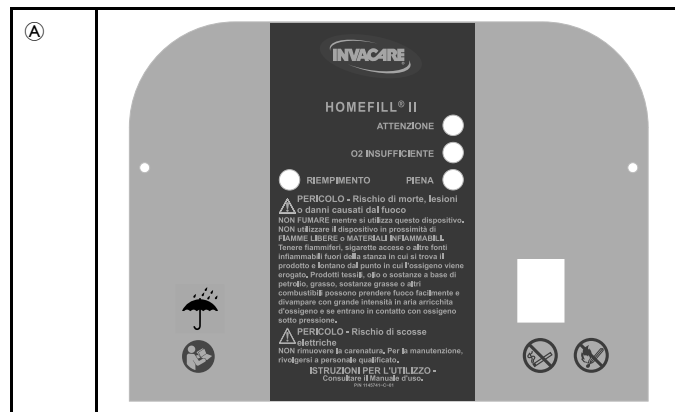 Ⓐ
INVACARE®
HOMEFILL® II
ATTENZIONE
O2 INSUFFICIENTE
RIEMPIMENTO PIENA
PERICOLO - Rischio di morte, lesioni
o danni causati dal fuoco
NON FUMARE mentre si utilizza questo dispositivo.
NON utilizzare il dispositivo in prossimità di
FIAMME LIBERE o MATERIALI INFIAMMABILI.
Tenere fiammiferi, sigarette accese o altre fonti
infiammabili fuori della stanza in cui si trova il
prodotto e lontano dal punto in cui l'ossigeno viene
erogato. Prodotti tessili, olio o sostanze a base di
petrolio, grasso, sostanze grasse o altri
combustibili possono prendere fuoco facilmente e
divampare con grande intensità in aria arricchita
d'ossigeno e se entrano in contatto con ossigeno
sotto pressione.
PERICOLO - Rischio di scosse
elettriche
NON rimuovere la carenatura. Per la manutenzione,
rivolgersi a personale qualificato.
ISTRUZIONI PER L'UTILIZZO -
Consultare il Manuale d'uso.
P/N 1145741-C-01